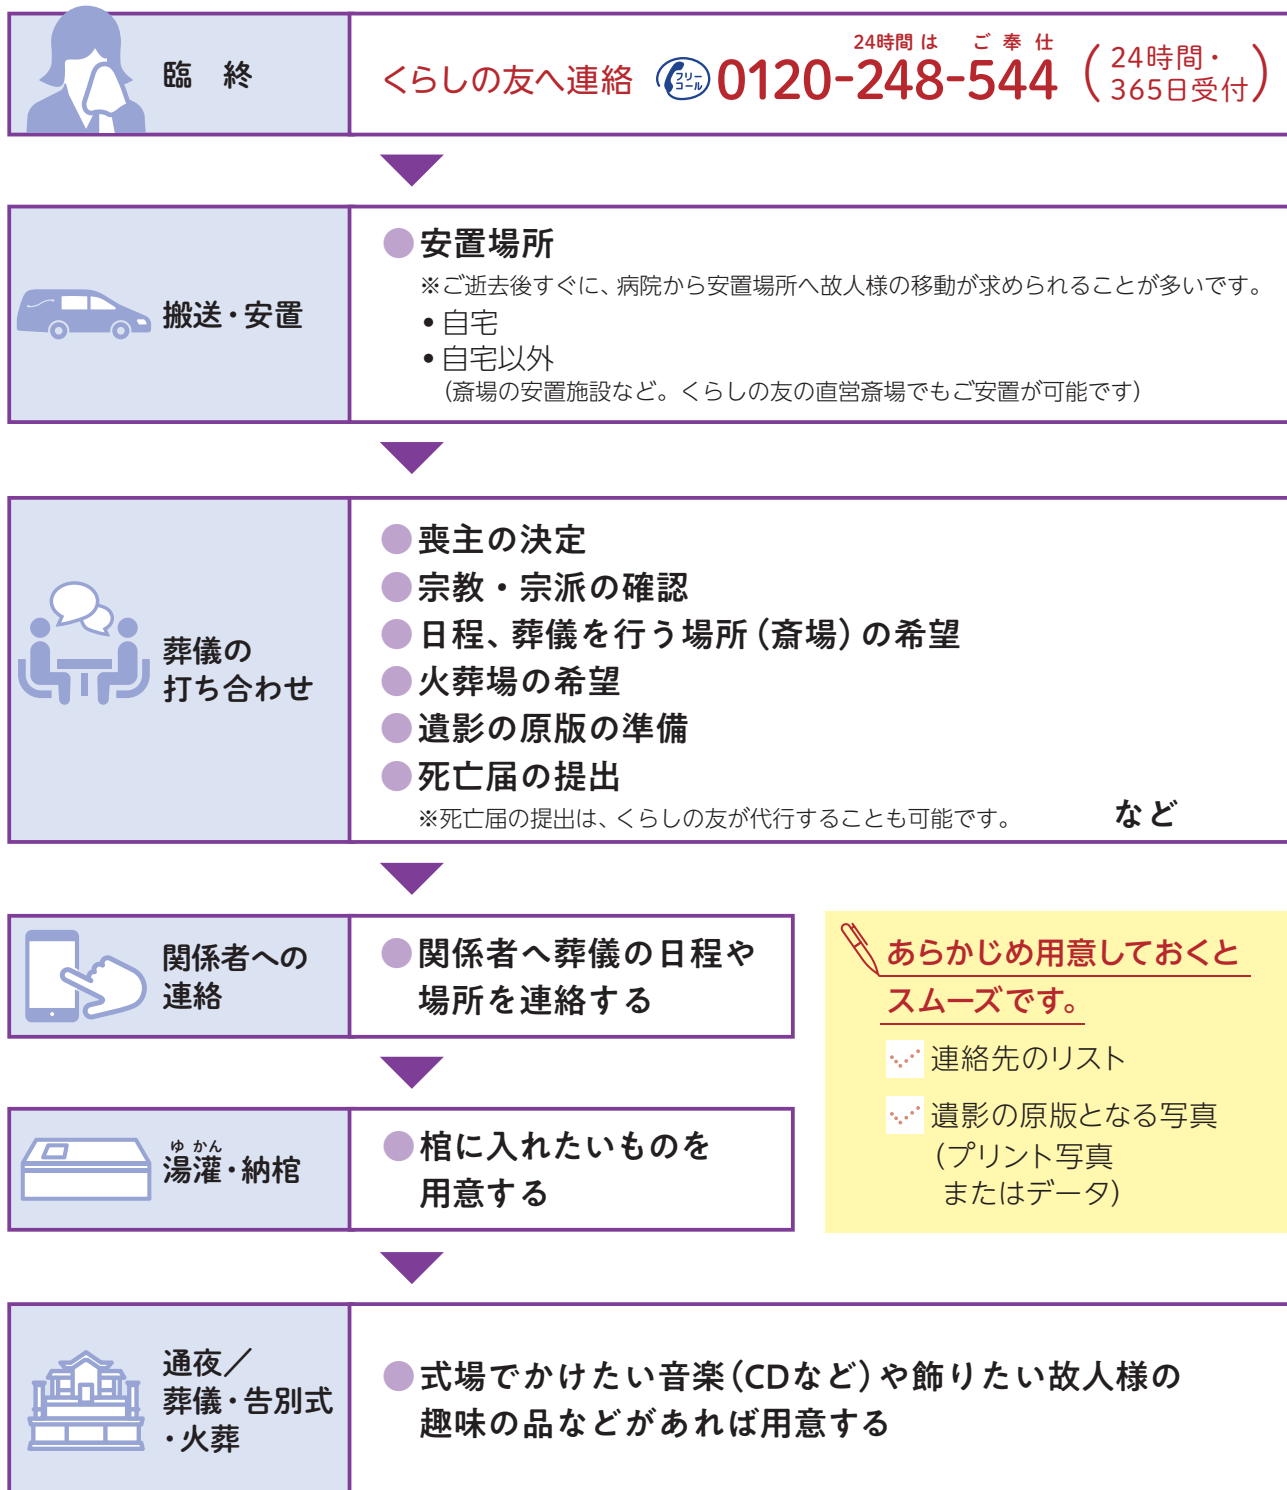 臨　終
24時間 は　ご 奉 仕
くらしの友へ連絡 フリーコール 0120-248-544 (24時間・365日受付)
搬送・安置
●安置場所
※ご逝去後すぐに、病院から安置場所へ故人様の移動が求められることが多いです。
•自宅
•自宅以外
(斎場の安置施設など。くらしの友の直営斎場でもご安置が可能です)
葬儀の
打ち合わせ
●喪主の決定
●宗教・宗派の確認
●日程、葬儀を行う場所(斎場)の希望
●火葬場の希望
●遺影の原版の準備
●死亡届の提出
※死亡届の提出は、くらしの友が代行することも可能です。　など
関係者への
連絡
●関係者へ葬儀の日程や
場所を連絡する
あらかじめ用意しておくと
スムーズです。
連絡先のリスト
遺影の原版となる写真
(プリント写真
またはデータ)
ゆ かん
湯灌・納棺
●棺に入れたいものを
用意する
通夜／
葬儀・告別式
・火葬
●式場でかけたい音楽(CDなど)や飾りたい故人様の
趣味の品などがあれば用意する